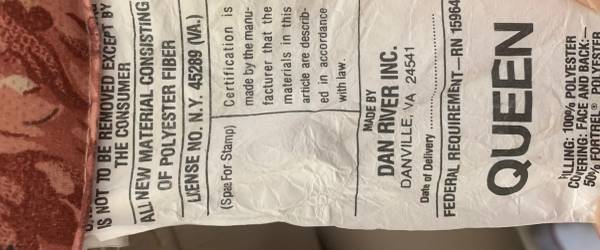 IS NOT TO BE REMOVED EXCEPT BY
THE CONSUMER
ALL NEW MATERIAL CONSISTING
OF POLYESTER FIBER
LICENSE NO. N.Y. 45289 (VA.)
(Space For Stamp)
Certification is
made by the manu-
facturer that the
materials in this
article are describ-
ed in accordance
with law.
MADE BY
DAN RIVER INC.
DANVILLE, VA 24541
Date of Delivery
FEDERAL REQUIREMENT—RN 15964
QUEEN
FILLING: 100% POLYESTER
COVERING: FACE AND BACK:—
50% FORTREL® POLYESTER